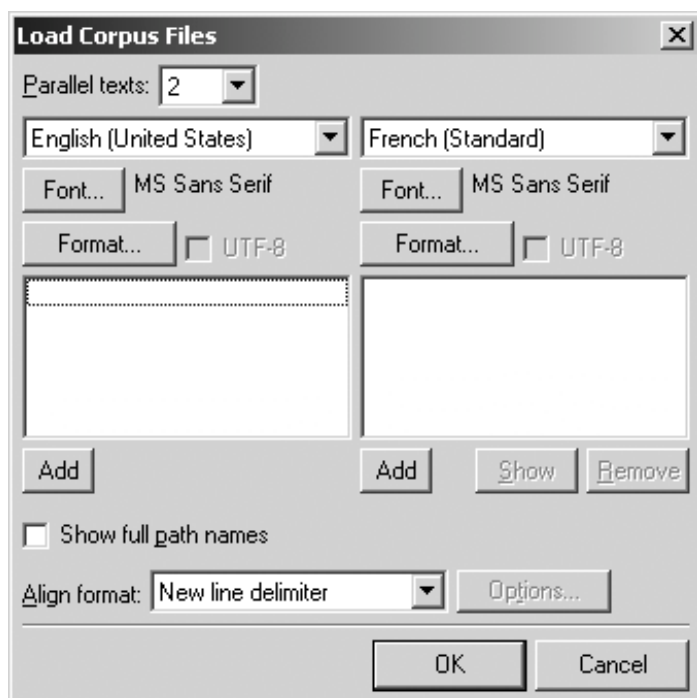 Load Corpus Files
Parallel texts: 2
English (United States) French (Standard)
Font... MS Sans Serif Font... MS Sans Serif
Format... UTF-8 Format... UTF-8
Add Add Show Remove
Show full path names
Align format: New line delimiter Options...
OK Cancel